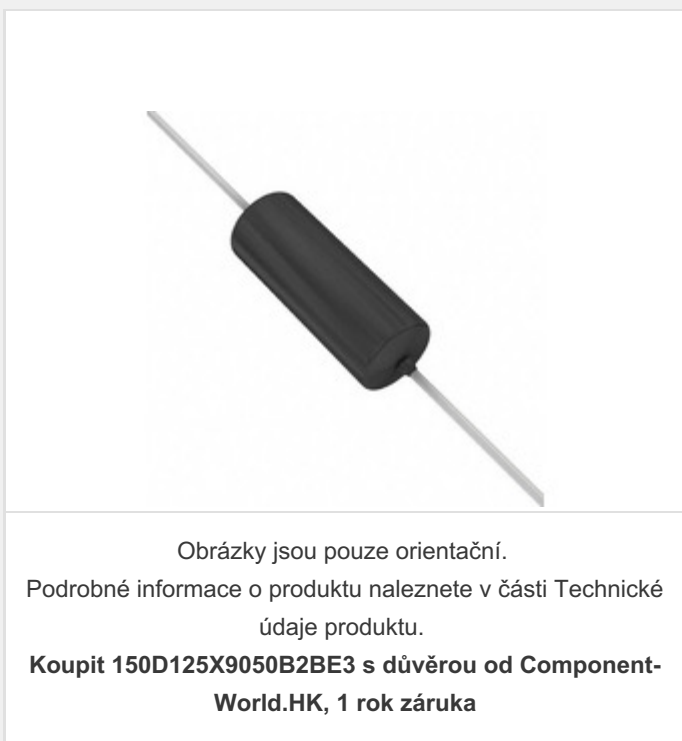 Obrázky jsou pouze orientační.
Podrobné informace o produktu naleznete v části Technické
údaje produktu.
Koupit 150D125X9050B2BE3 s důvěrou od Component-
World.HK, 1 rok záruka